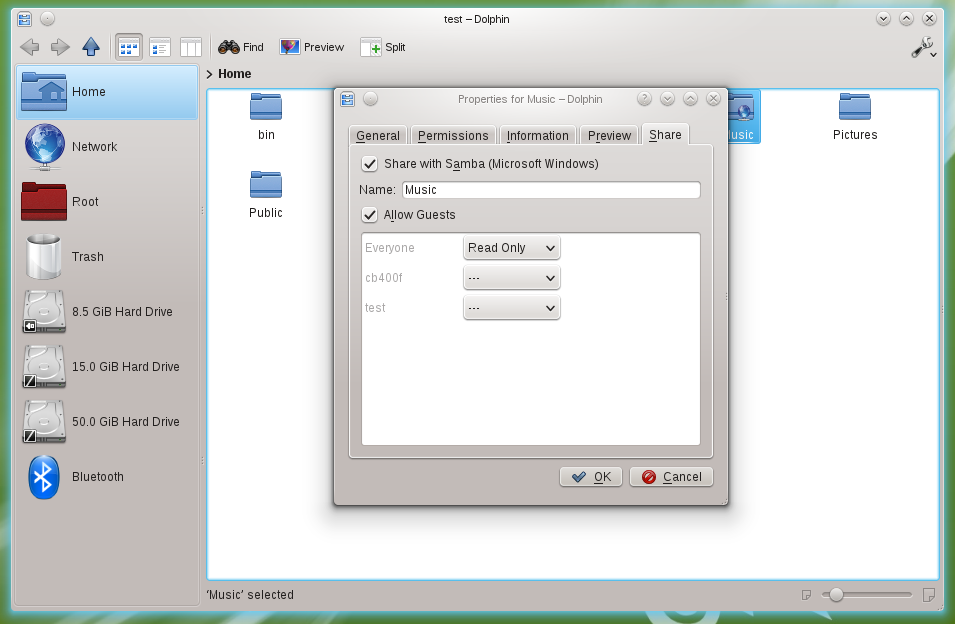 test – Dolphin
Find Preview Split
Home
Network
Root
Trash
8.5 GiB Hard Drive
15.0 GiB Hard Drive
50.0 GiB Hard Drive
Bluetooth
> Home
bin
usic
Pictures
Public
Properties for Music – Dolphin
?
General Permissions Information Preview Share
Share with Samba (Microsoft Windows)
Name: Music
Allow Guests
Everyone Read Only
cb400f ---
test ---
OK Cancel
‘Music’ selected